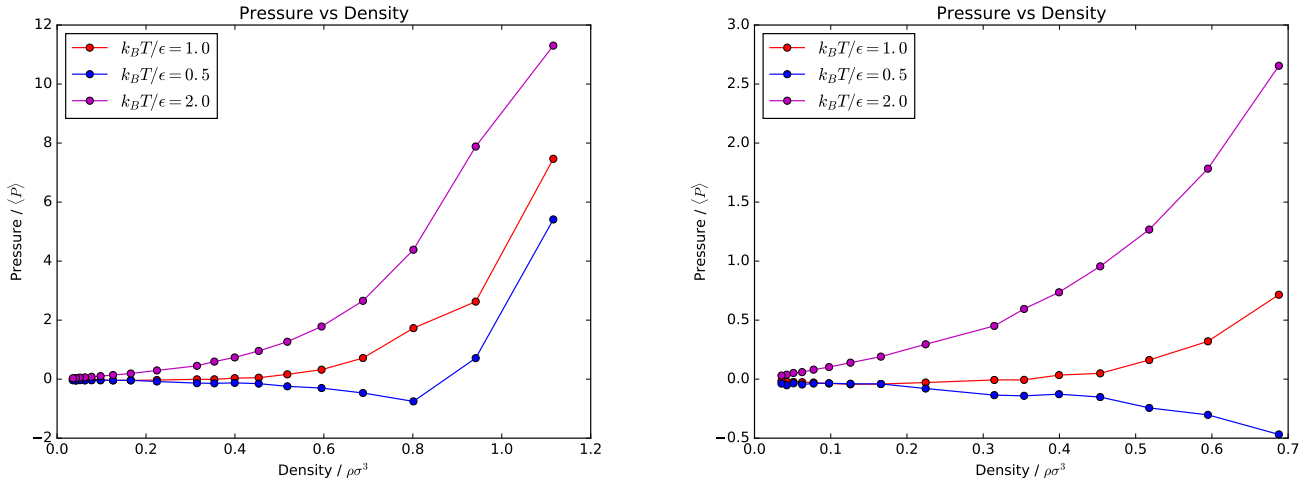 Pressure vs Density
12
10
8
6
4
2
0
−2
0.0 0.2 0.4 0.6 0.8 1.0 1.2
Pressure / ⟨P⟩
Density / ρσ³
k_BT/ϵ = 1.0
k_BT/ϵ = 0.5
k_BT/ϵ = 2.0
Pressure vs Density
3.0
2.5
2.0
1.5
1.0
0.5
0.0
−0.5
0.0 0.1 0.2 0.3 0.4 0.5 0.6 0.7
Pressure / ⟨P⟩
Density / ρσ³
k_BT/ϵ = 1.0
k_BT/ϵ = 0.5
k_BT/ϵ = 2.0